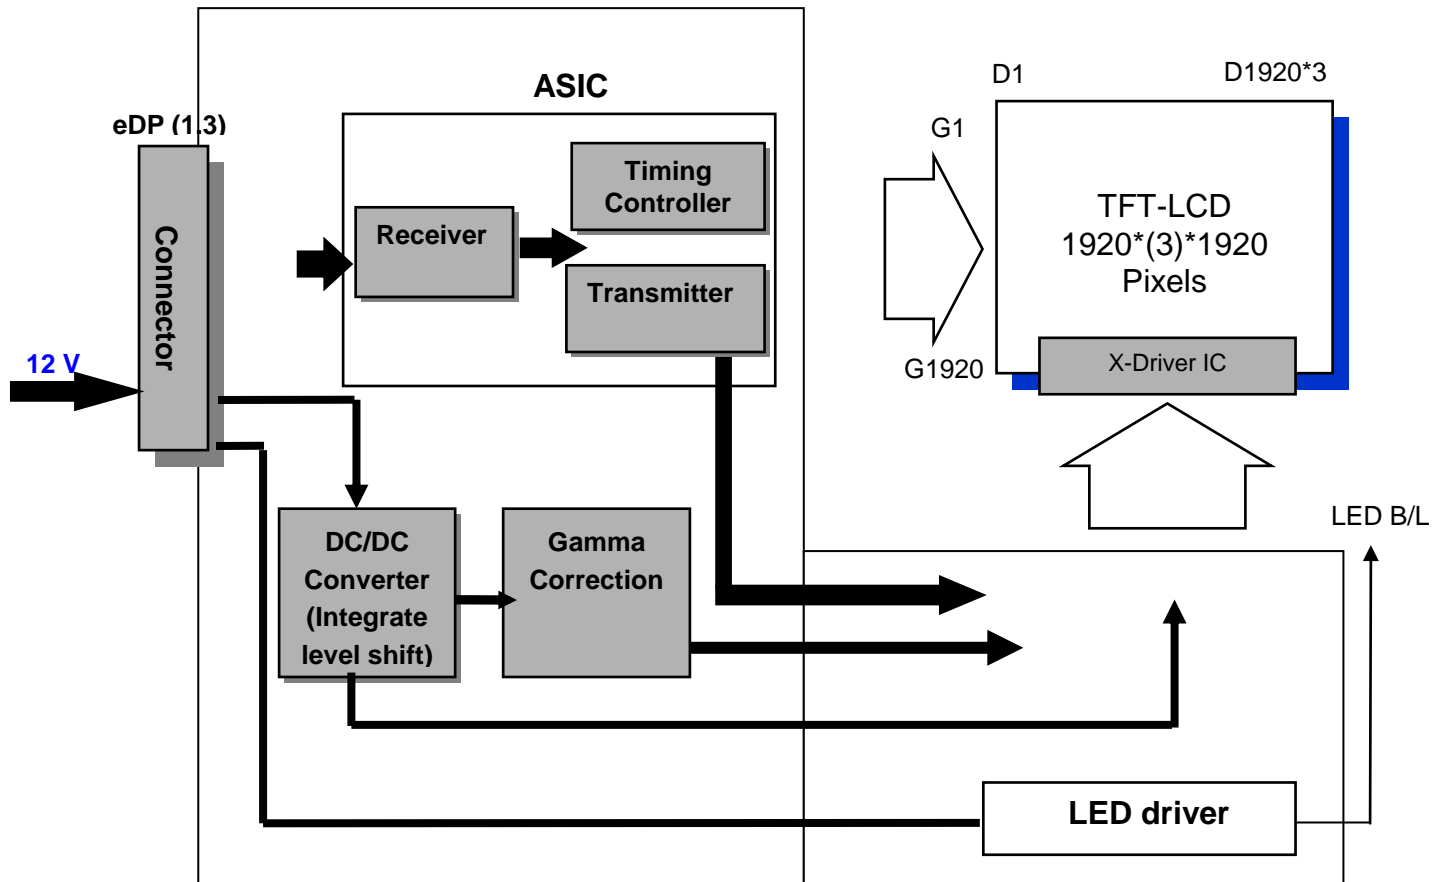 D1
D1920*3
ASIC
eDP (1.3)
G1
Timing
Controller
TFT-LCD
1920*(3)*1920
Pixels
Receiver
Connector
Transmitter
12 V
G1920
X-Driver IC
LED B/L
DC/DC
Converter
(Integrate
level shift)
Gamma
Correction
LED driver